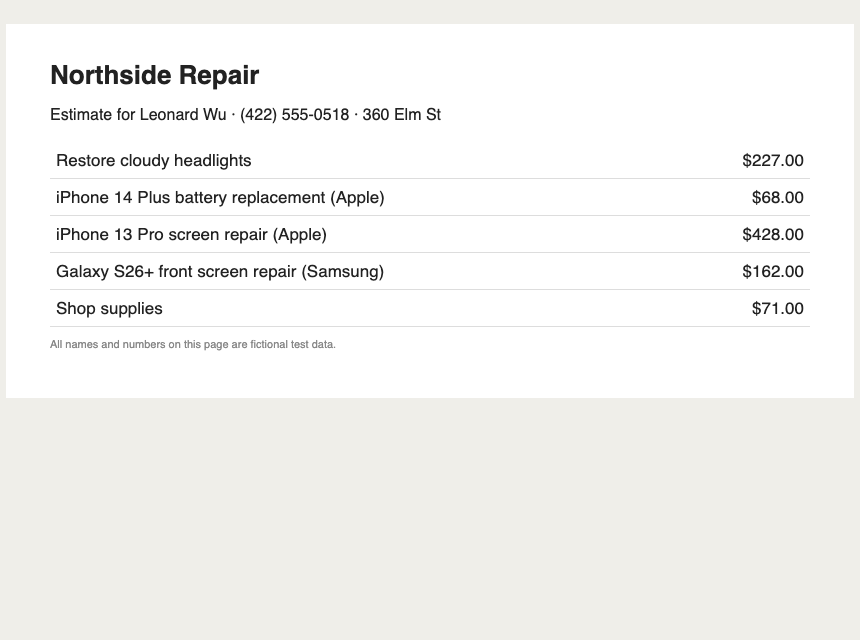 Northside Repair
Estimate for Leonard Wu · (422) 555-0518 · 360 Elm St
Restore cloudy headlights $227.00
iPhone 14 Plus battery replacement (Apple) $68.00
iPhone 13 Pro screen repair (Apple) $428.00
Galaxy S26+ front screen repair (Samsung) $162.00
Shop supplies $71.00
All names and numbers on this page are fictional test data.